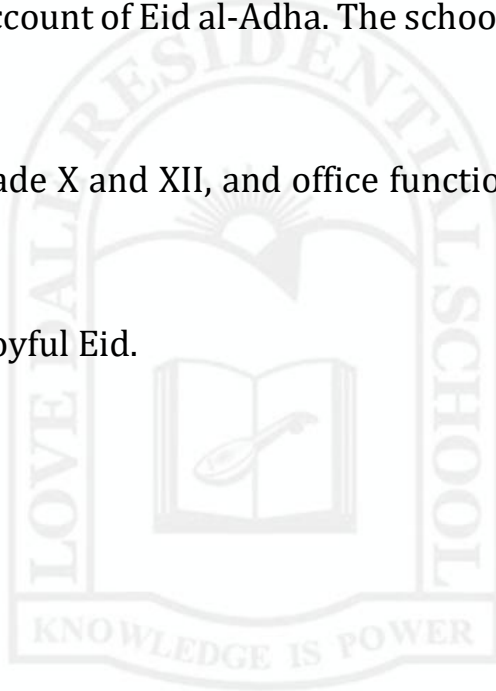 ccount of Eid al-Adha. The schoo
ade X and XII, and office functio
oyful Eid.
LOVE DALE RESIDENTIAL SCHOOL
KNOWLEDGE IS POWER